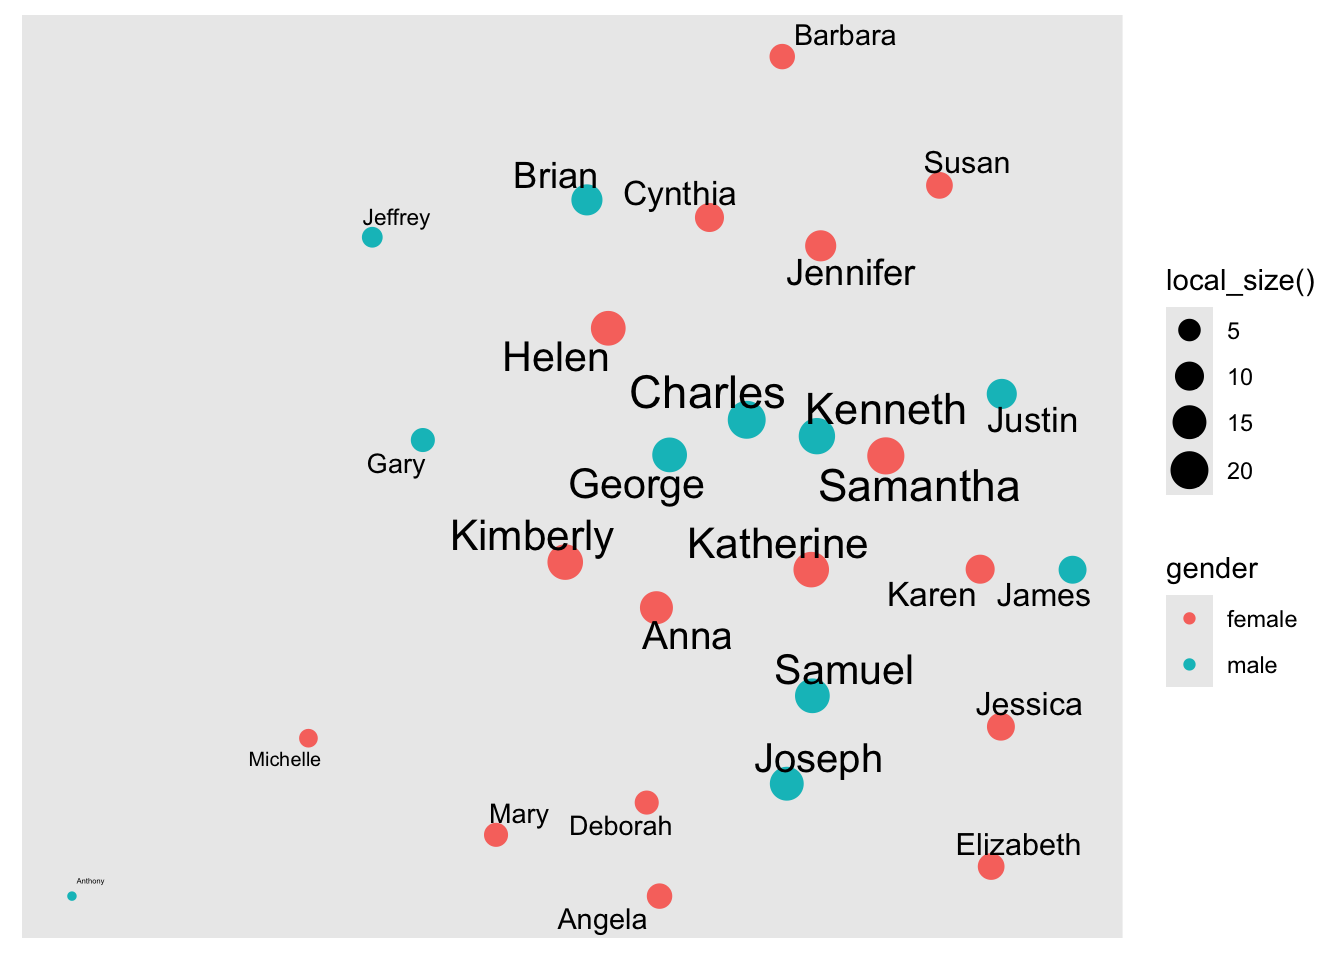 Barbara
Susan
Brian
Cynthia
Jeffrey
Jennifer
Helen
Charles
Kenneth
Justin
Gary
George
Samantha
Kimberly
Katherine
Karen
James
Anna
Samuel
Jessica
Michelle
Joseph
Mary
Deborah
Elizabeth
Anthony
Angela
local_size()
5
10
15
20
gender
female
male